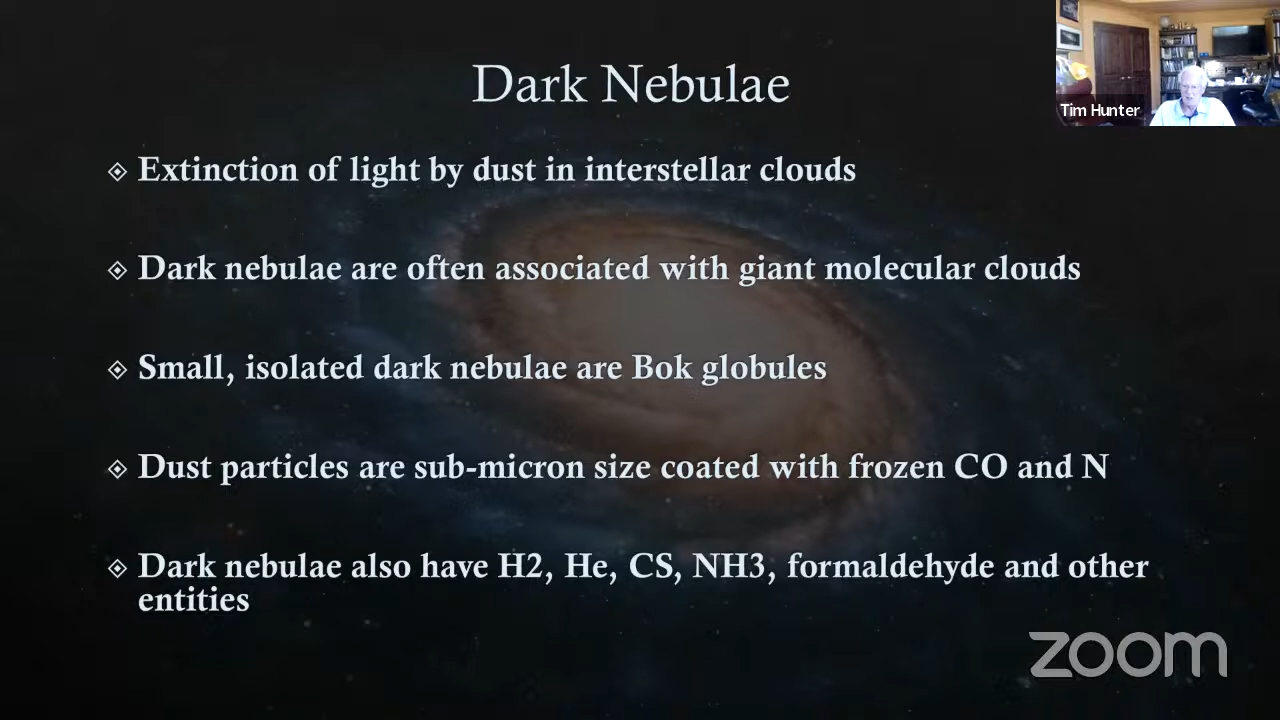 Dark Nebulae
Tim Hunter
Extinction of light by dust in interstellar clouds
Dark nebulae are often associated with giant molecular clouds
Small, isolated dark nebulae are Bok globules
Dust particles are sub-micron size coated with frozen CO and N
Dark nebulae also have H2, He, CS, NH3, formaldehyde and other
entities
zoom